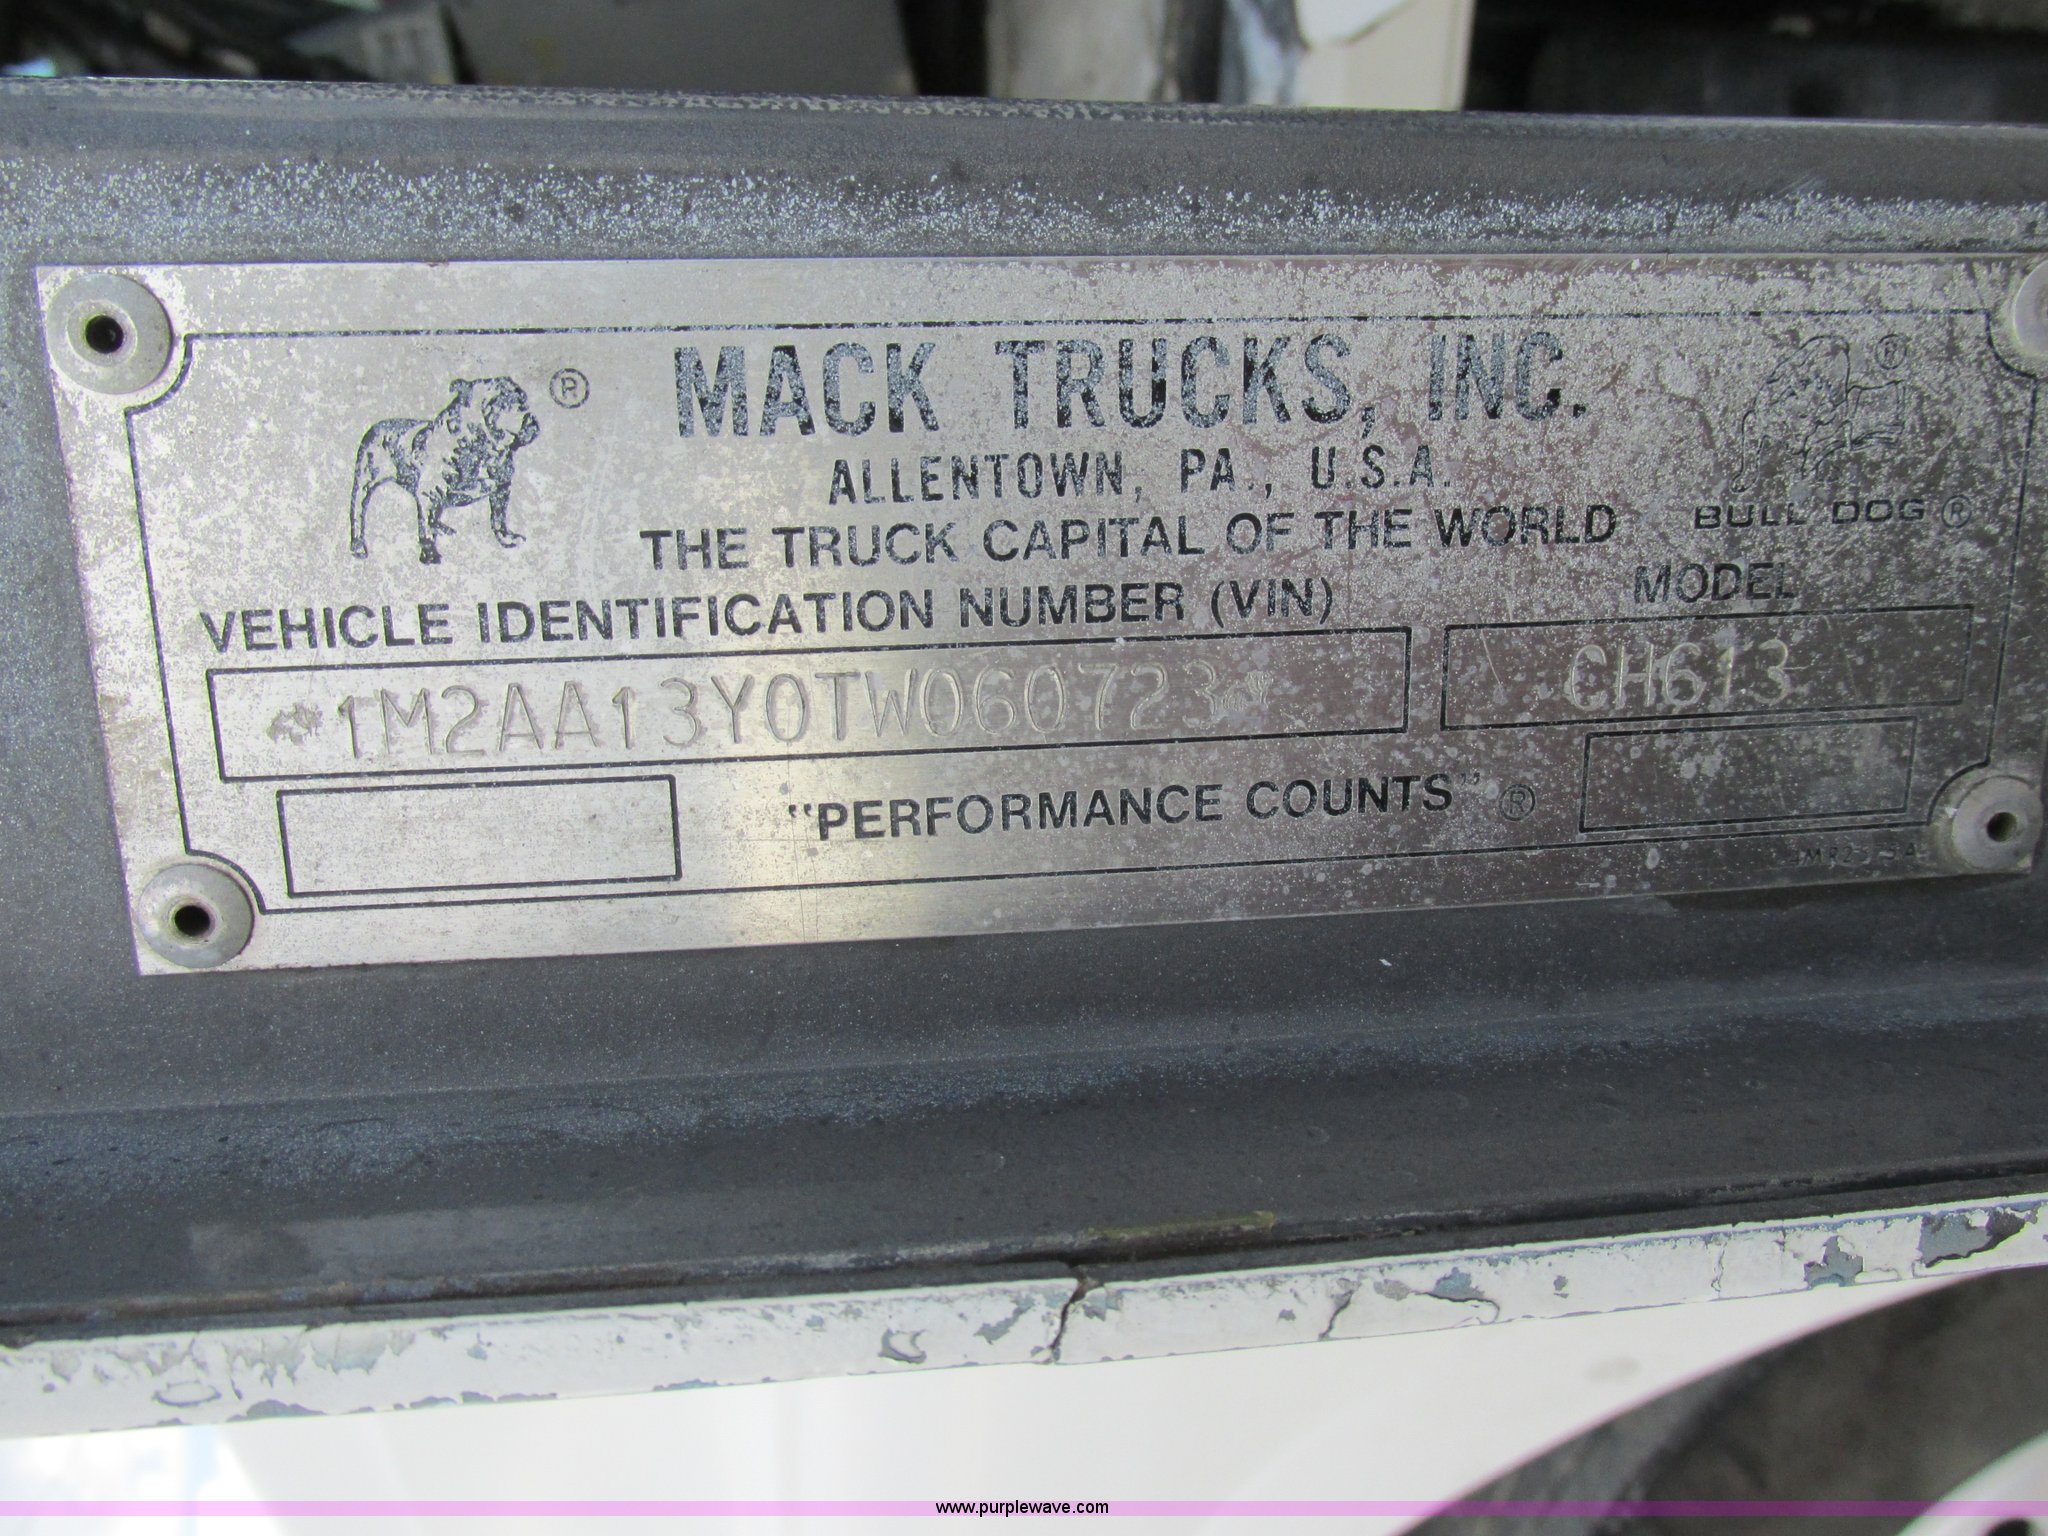 MACK TRUCKS, INC.
ALLENTOWN, PA., U.S.A.
THE TRUCK CAPITAL OF THE WORLD
BULL DOG ®
VEHICLE IDENTIFICATION NUMBER (VIN)
MODEL
1M2AA13Y0TW060723
CH613
"PERFORMANCE COUNTS" ®
www.purplewave.com